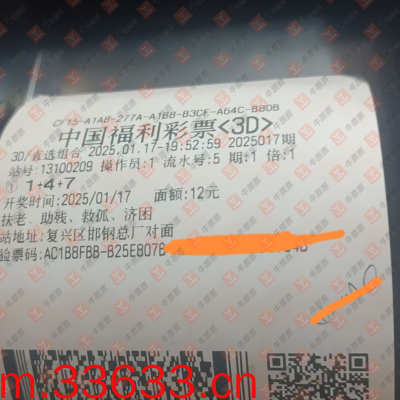 CF15-A1AB-277A-A1BB-B3CF-A64C-BBDB
中国福利彩票<3D>
3D/直选组合 2025.01.17-19:52:59 2025017期
站号:13100209 操作员:1 流水号:5 期:1 倍:1
① 1+4+7
开奖时间:2025/01/17 面额:12元
扶老、助残、救孤、济困
站地址:复兴区邯钢总厂对面
验票码:AC1B8FBB-B25E807B
m.33633.cn